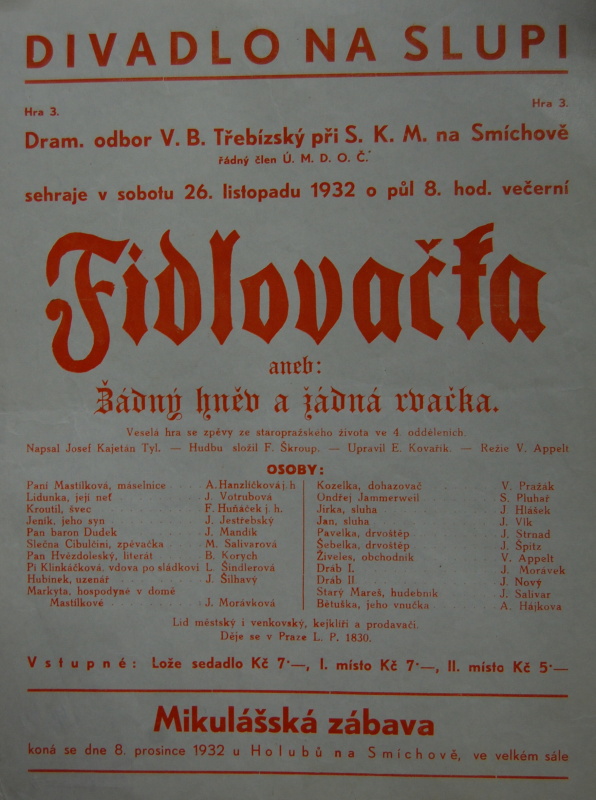 DIVADLO NA SLUPI
Hra 3.
Hra 3.
Dram. odbor V. B. Třebízský při S. K. M. na Smíchově
řádný člen Ú. M. D. O. Č.
sehraje v sobotu 26. listopadu 1932 o půl 8. hod. večerní
Fidlovačka
aneb:
Žádný hněv a žádná rvačka.
Veselá hra se zpěvy ze staropražského života ve 4. odděleních.
Napsal Josef Kajetán Tyl. — Hudbu složil F. Škroup. — Upravil E. Kovařík. — Režie V. Appelt
OSOBY:
Paní Mastílková, máselnice A. Hanzlíčková j. h.
Lidunka, její neť J. Votrubová
Kroutil, švec F. Huňáček j. h.
Jeník, jeho syn J. Jestřebský
Pan baron Dudek J. Mandík
Slečna Cibulčini, zpěvačka M. Salivarová
Pan Hvězdoleský, literát B. Korych
Pí Klinkáčková, vdova po sládkovi L. Šindlerová
Hubínek, uzenář J. Šilhavý
Markyta, hospodyně v domě
Mastílkové J. Morávková
Kozelka, dohazovač V. Pražák
Ondřej Jammerweil S. Pluhař
Jirka, sluha J. Hlášek
Jan, sluha J. Vlk
Pavelka, drvoštěp J. Strnad
Šebelka, drvoštěp J. Špitz
Živeles, obchodník V. Appelt
Dráb I. J. Morávek
Dráb II J. Nový
Starý Mareš, hudebník J. Salivar
Bětuška, jeho vnučka A. Hájkova
Lid městský i venkovský, kejklíři a prodavači.
Děje se v Praze L. P. 1830.
Vstupné: Lože sedadlo Kč 7·—, I. místo Kč 7·—, II. místo Kč 5·—
Mikulášská zábava
koná se dne 8. prosince 1932 u Holubů na Smíchově, ve velkém sále